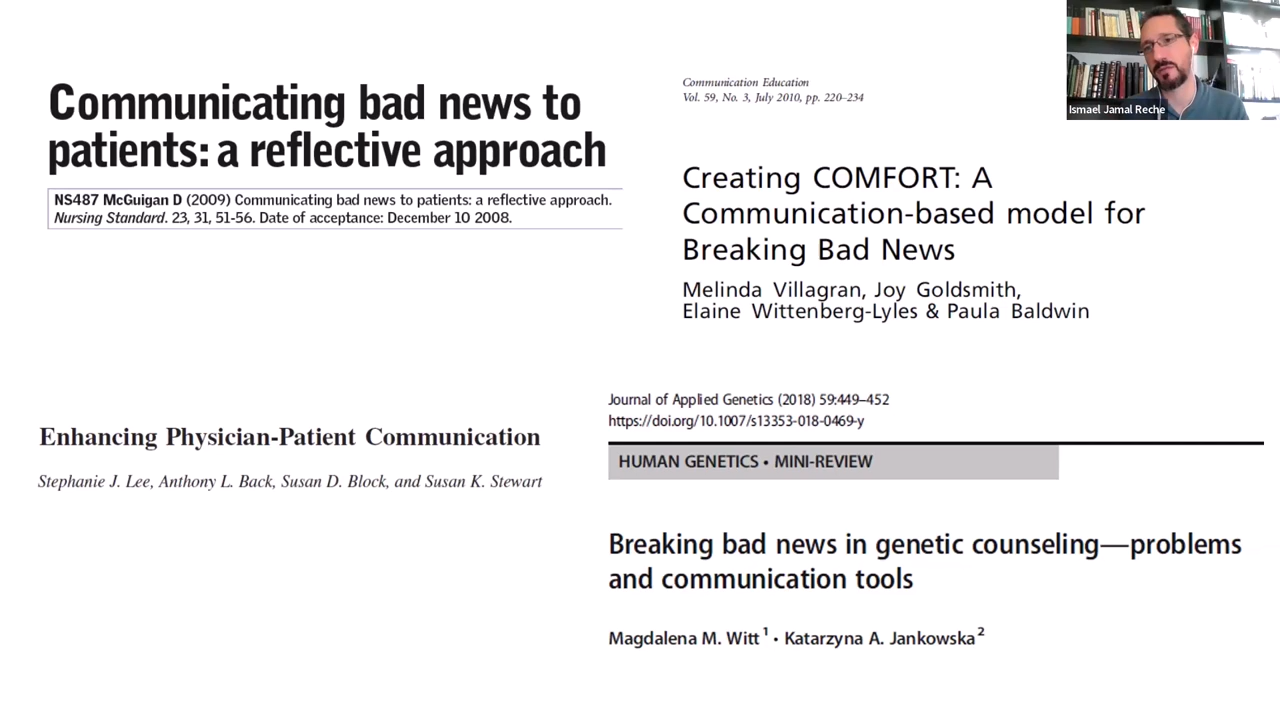 Communicating bad news to
patients: a reflective approach
NS487 McGuigan D (2009) Communicating bad news to patients: a reflective approach.
Nursing Standard. 23, 31, 51-56. Date of acceptance: December 10 2008.
Communication Education
Vol. 59, No. 3, July 2010, pp. 220–234
Creating COMFORT: A
Communication-based model for
Breaking Bad News
Melinda Villagran, Joy Goldsmith,
Elaine Wittenberg-Lyles & Paula Baldwin
Ismael Jamal Reche
Enhancing Physician-Patient Communication
Stephanie J. Lee, Anthony L. Back, Susan D. Block, and Susan K. Stewart
Journal of Applied Genetics (2018) 59:449–452
https://doi.org/10.1007/s13353-018-0469-y
HUMAN GENETICS • MINI-REVIEW
Breaking bad news in genetic counseling—problems
and communication tools
Magdalena M. Witt 1 • Katarzyna A. Jankowska 2